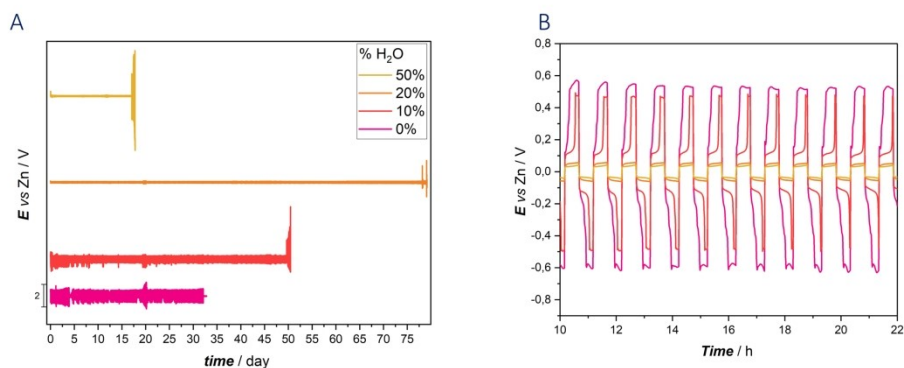 A
% H₂O
50%
20%
10%
0%
E vs Zn / V
2
0 5 10 15 20 25 30 35 40 45 50 55 60 65 70 75
time / day
B
E vs Zn / V
0,8
0,6
0,4
0,2
0,0
-0,2
-0,4
-0,6
-0,8
10 12 14 16 18 20 22
Time / h